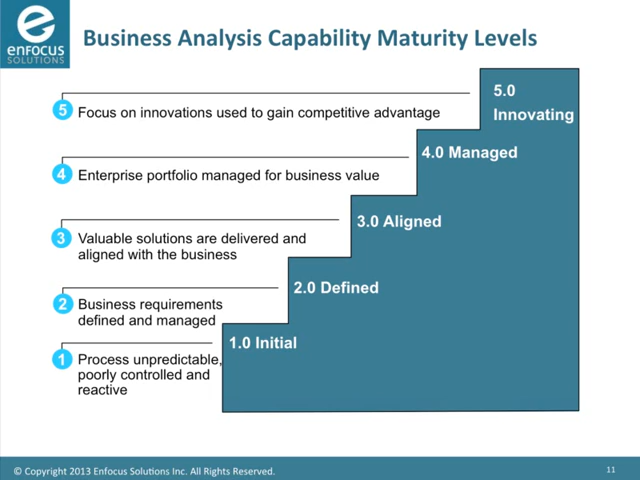 enfocus
SOLUTIONS
Business Analysis Capability Maturity Levels
5.0
Innovating
5 Focus on innovations used to gain competitive advantage
4.0 Managed
4 Enterprise portfolio managed for business value
3.0 Aligned
3 Valuable solutions are delivered and
aligned with the business
2.0 Defined
2 Business requirements
defined and managed
1.0 Initial
1 Process unpredictable,
poorly controlled and
reactive
© Copyright 2013 Enfocus Solutions Inc. All Rights Reserved.
11